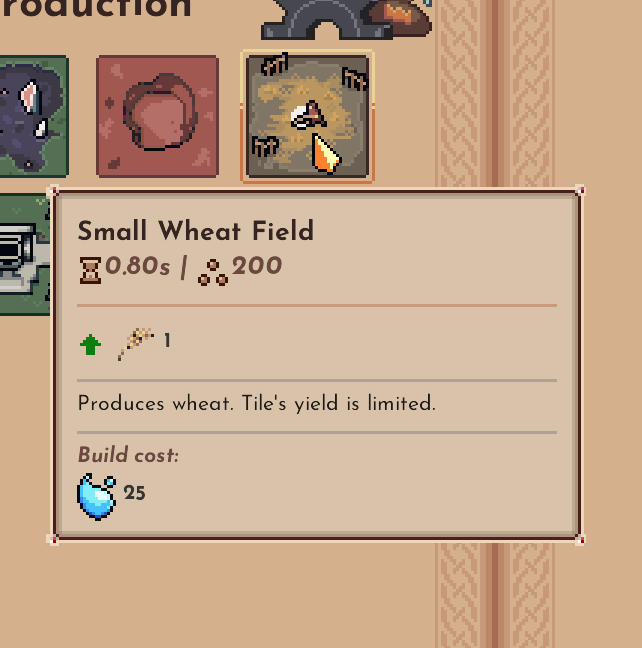 roduction
Small Wheat Field
0.80s | 200
1
Produces wheat. Tile's yield is limited.
Build cost:
25